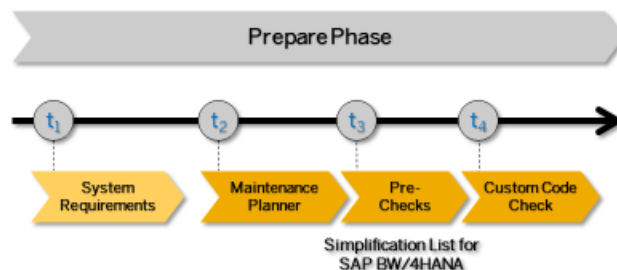 Prepare Phase
t1
t2
t3
t4
System
Requirements
Maintenance
Planner
Pre-
Checks
Custom Code
Check
Simplification List for
SAP BW/4HANA